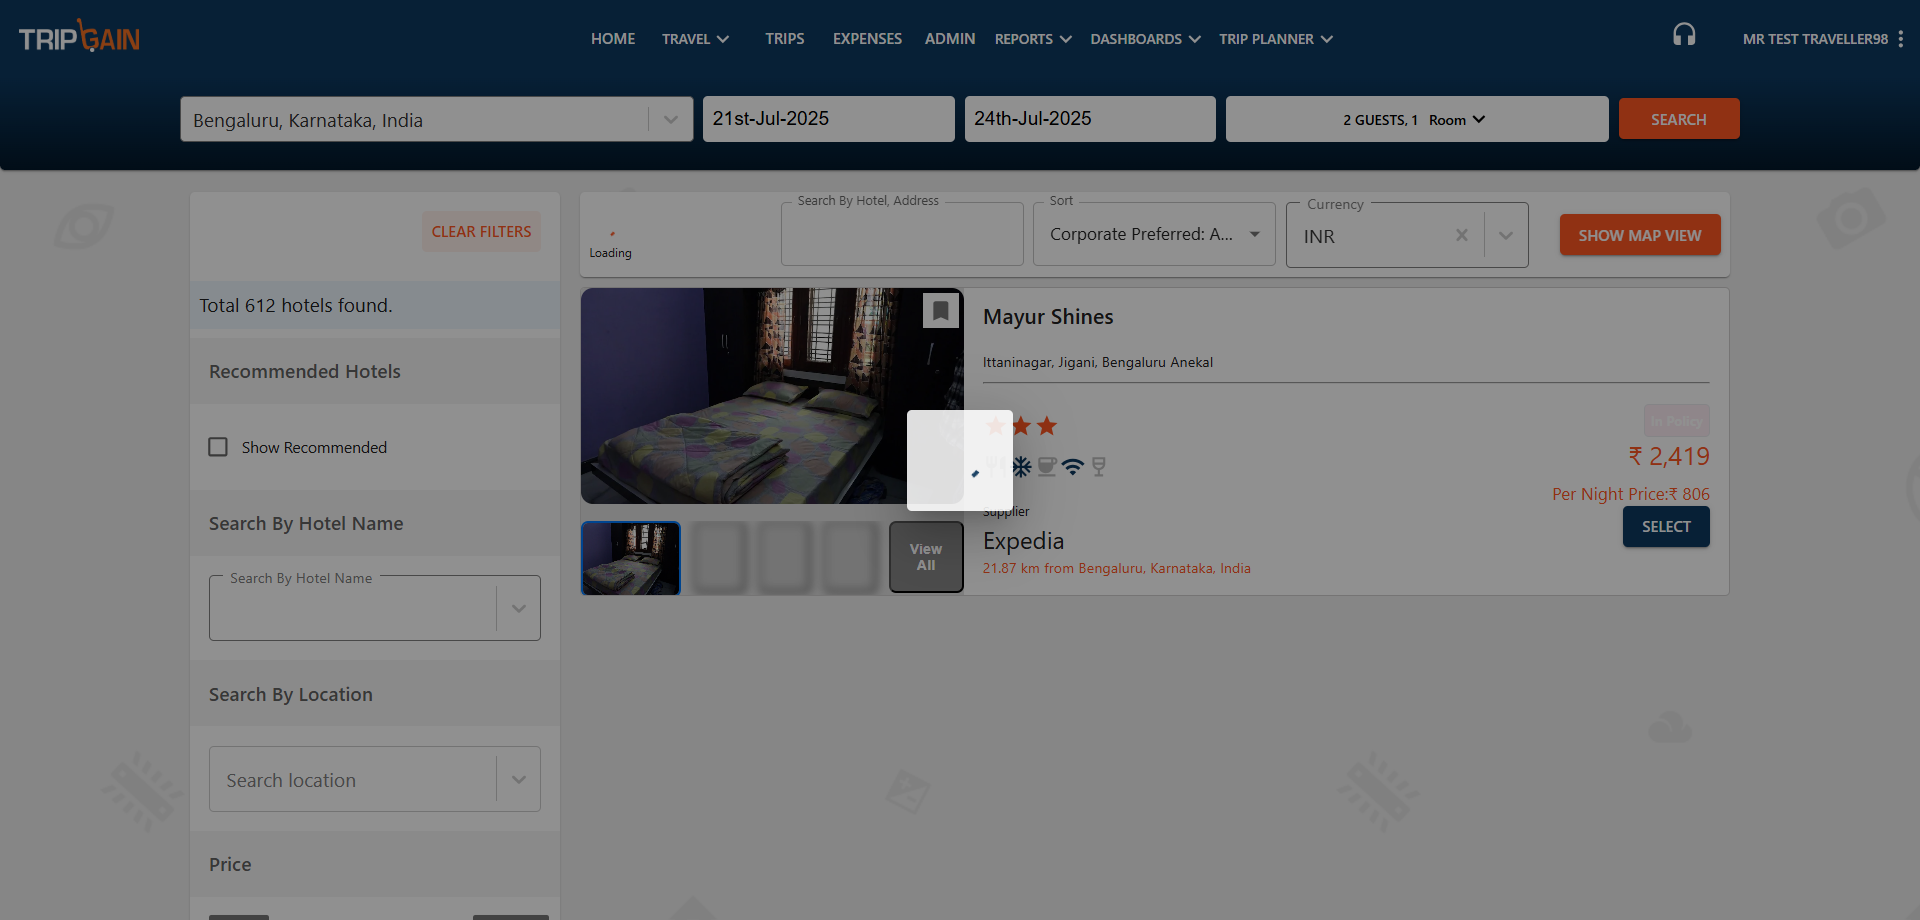 TRIPGAIN
HOME
TRAVEL
TRIPS
EXPENSES
ADMIN
REPORTS
DASHBOARDS
TRIP PLANNER
MR TEST TRAVELLER98
Bengaluru, Karnataka, India
21st-Jul-2025
24th-Jul-2025
2 GUESTS, 1 Room
SEARCH
CLEAR FILTERS
Total 612 hotels found.
Recommended Hotels
Show Recommended
Search By Hotel Name
Search By Hotel Name
Search By Location
Search location
Price
Loading
Search By Hotel, Address
Sort
Corporate Preferred: A...
Currency
INR
SHOW MAP VIEW
View
All
Mayur Shines
Ittaninagar, Jigani, Bengaluru Anekal
Supplier
Expedia
21.87 km from Bengaluru, Karnataka, India
In Policy
₹ 2,419
Per Night Price:₹ 806
SELECT